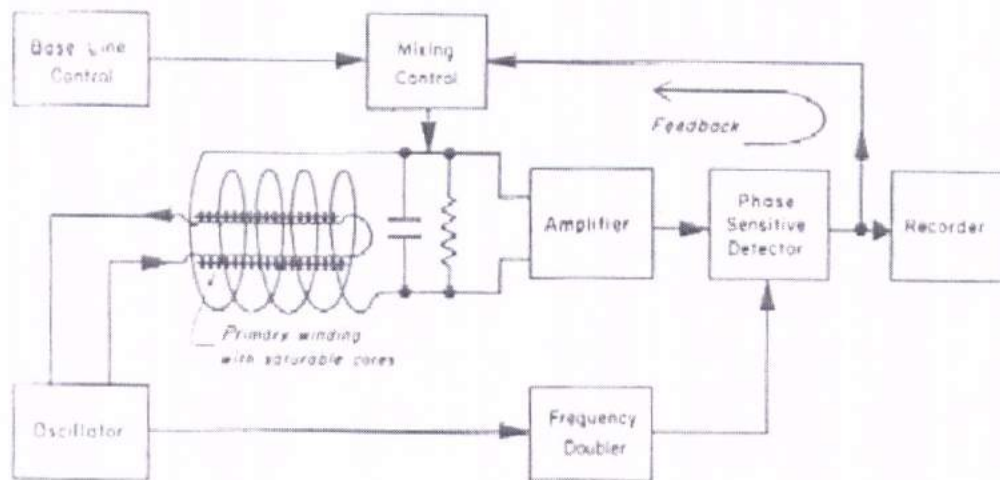 Base Line
Control
Mixing
Control
Feedback
Amplifier
Phase
Sensitive
Detector
Recorder
Primary winding
with saturable cores
Oscillator
Frequency
Doubler